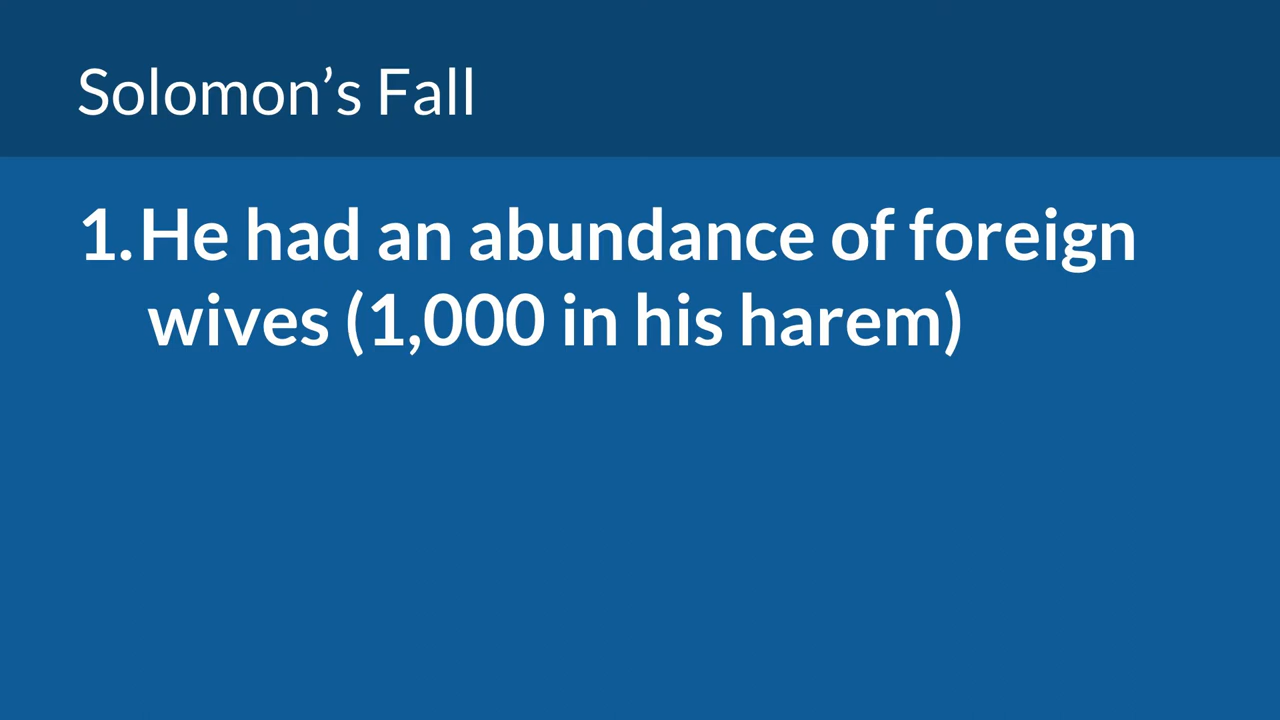 Solomon’s Fall
1. He had an abundance of foreign
wives (1,000 in his harem)